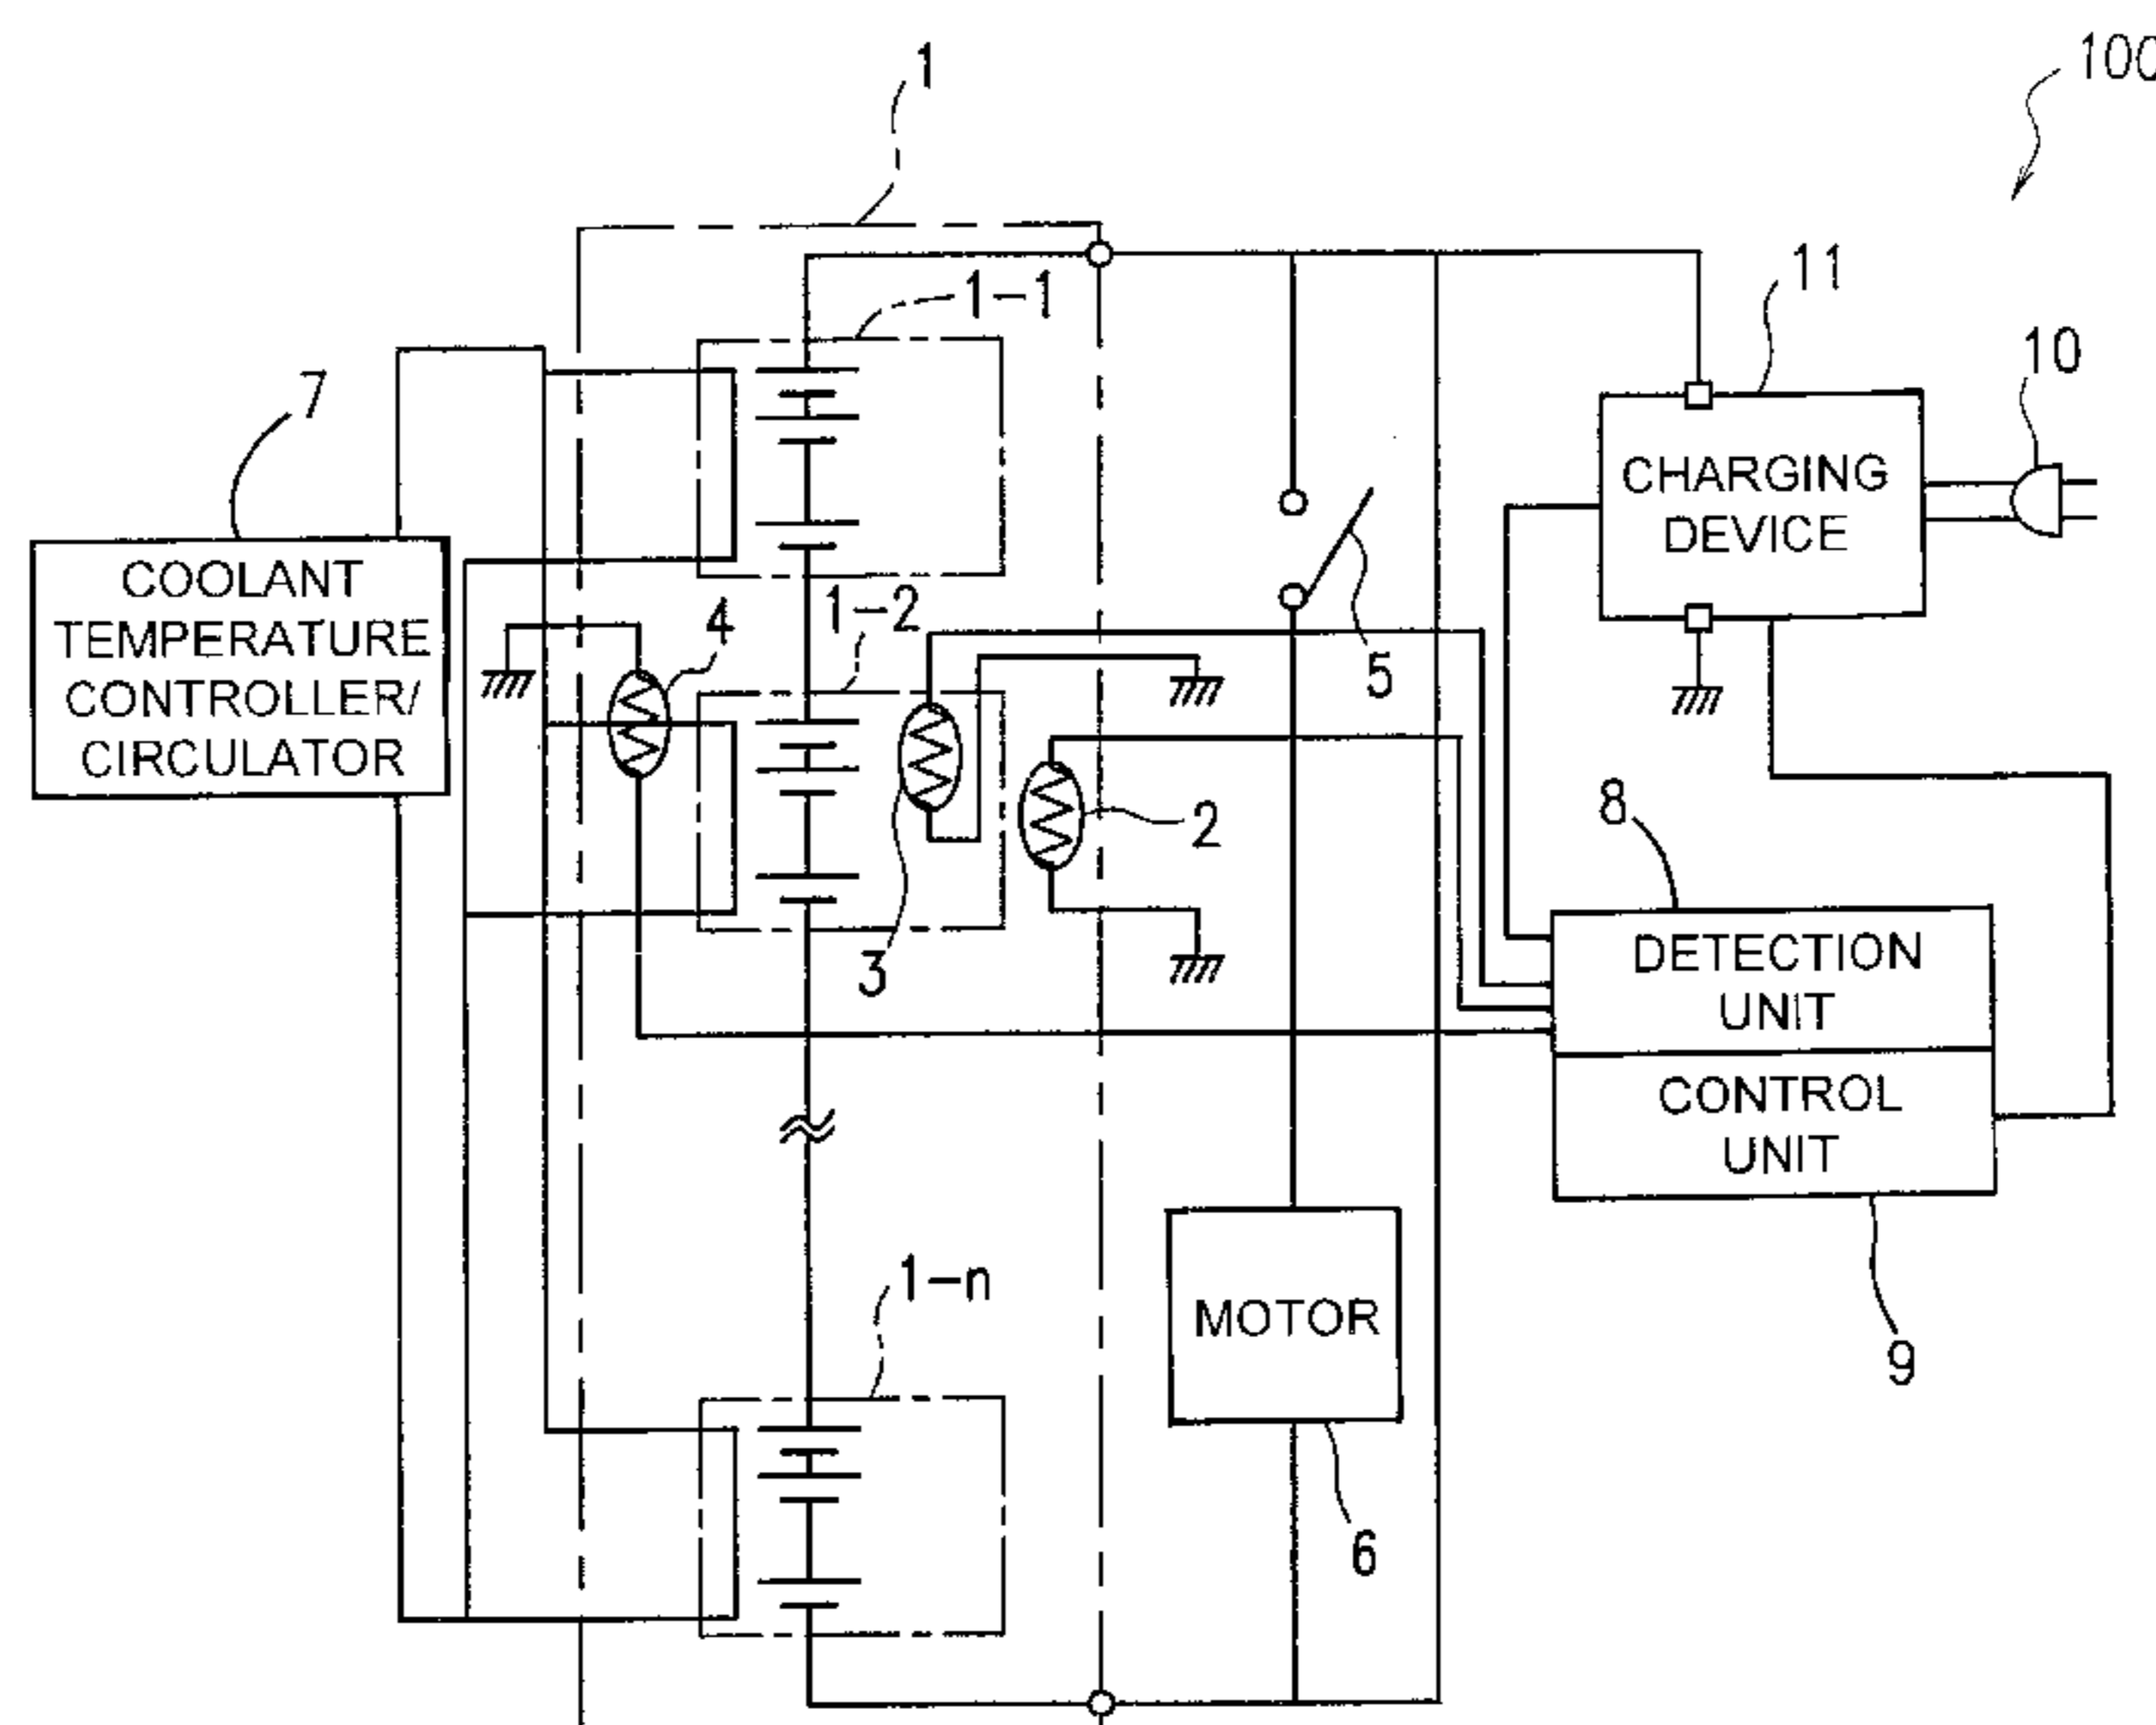 100
1
1-1
11
10
7
CHARGING
DEVICE
COOLANT
TEMPERATURE
CONTROLLER/
CIRCULATOR
4
1-2
5
2
8
3
DETECTION
UNIT
CONTROL
UNIT
1-n
MOTOR
9
6